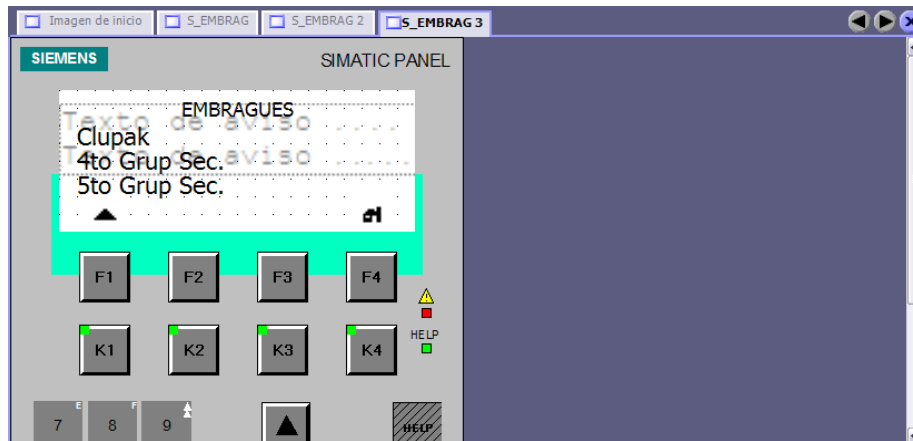 Imagen de inicio S_EMBRAG S_EMBRAG 2 S_EMBRAG 3
SIEMENS SIMATIC PANEL
EMBRAGUES
Texto de aviso .....
Clupak
Texto de aviso ......
4to Grup Sec.
5to Grup Sec.
F1 F2 F3 F4
HELP
K1 K2 K3 K4
E F
7 8 9 HELP